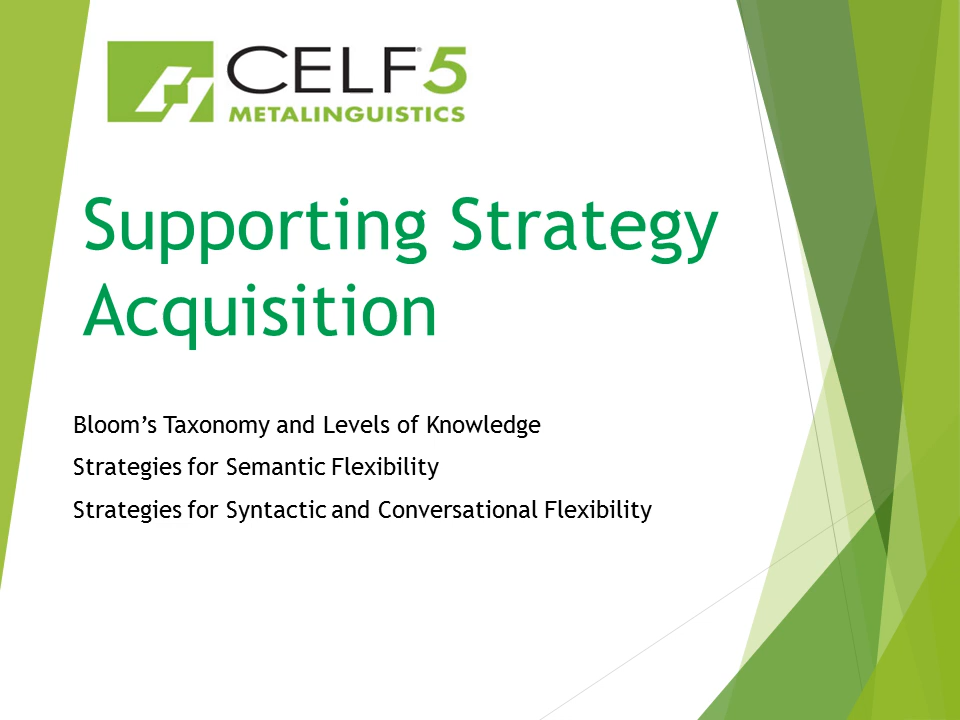 CELF®5
METALINGUISTICS
Supporting Strategy
Acquisition
Bloom’s Taxonomy and Levels of Knowledge
Strategies for Semantic Flexibility
Strategies for Syntactic and Conversational Flexibility